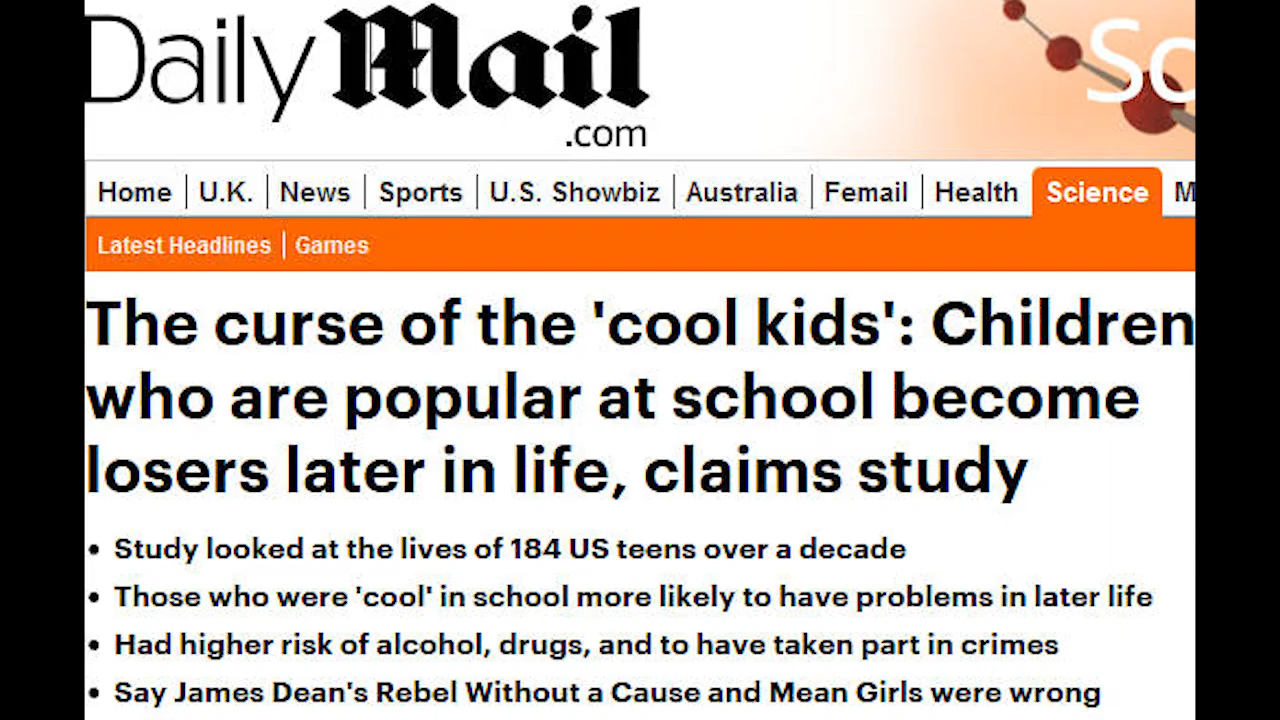 Daily Mail
.com
Sc
Home U.K. News Sports U.S. Showbiz Australia Femail Health Science M
Latest Headlines Games
The curse of the 'cool kids': Children
who are popular at school become
losers later in life, claims study
• Study looked at the lives of 184 US teens over a decade
• Those who were 'cool' in school more likely to have problems in later life
• Had higher risk of alcohol, drugs, and to have taken part in crimes
• Say James Dean's Rebel Without a Cause and Mean Girls were wrong